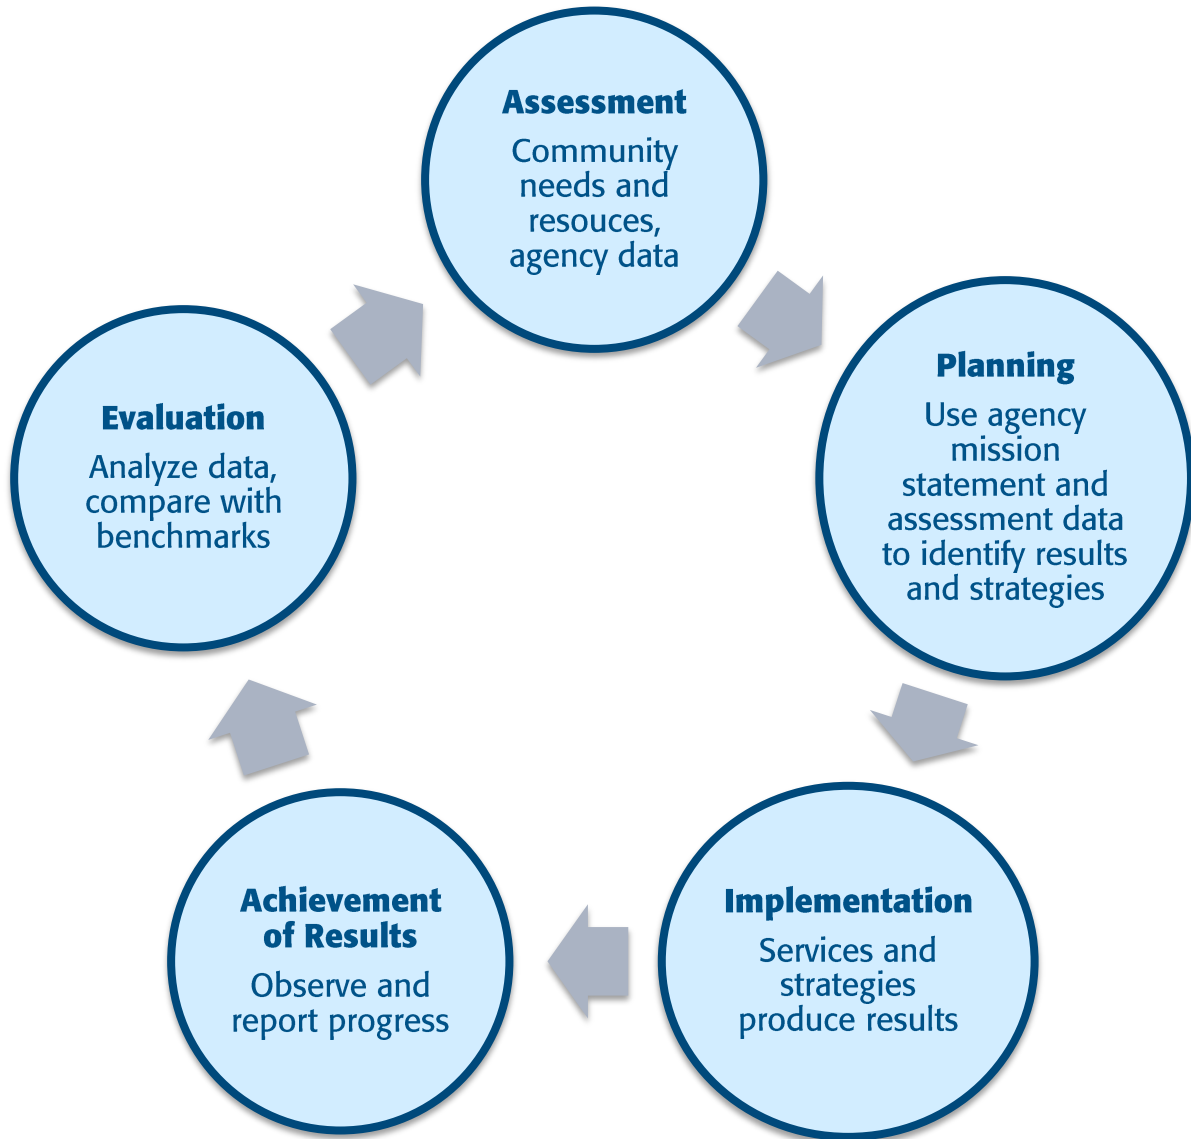 Assessment
Community
needs and
resouces,
agency data
Planning
Use agency
mission
statement and
assessment data
to identify results
and strategies
Implementation
Services and
strategies
produce results
Achievement
of Results
Observe and
report progress
Evaluation
Analyze data,
compare with
benchmarks